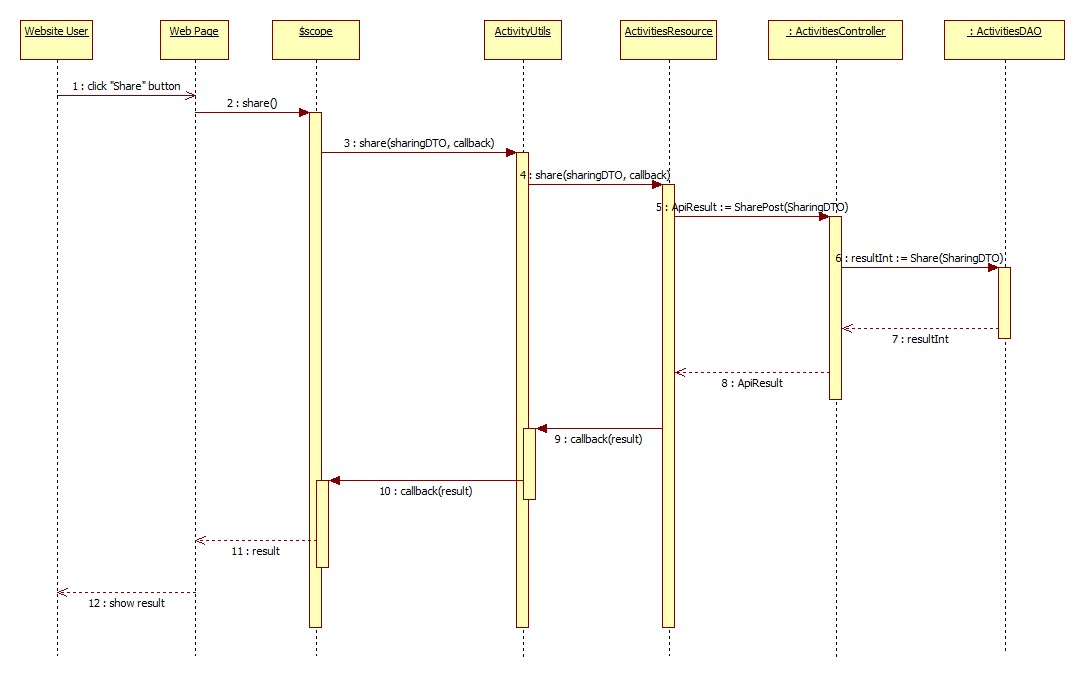 Website User
Web Page
$scope
ActivityUtils
ActivitiesResource
: ActivitiesController
: ActivitiesDAO
1 : click "Share" button
2 : share()
3 : share(sharingDTO, callback)
4 : share(sharingDTO, callback)
5 : ApiResult := SharePost(SharingDTO)
6 : resultInt := Share(SharingDTO)
7 : resultInt
8 : ApiResult
9 : callback(result)
10 : callback(result)
11 : result
12 : show result